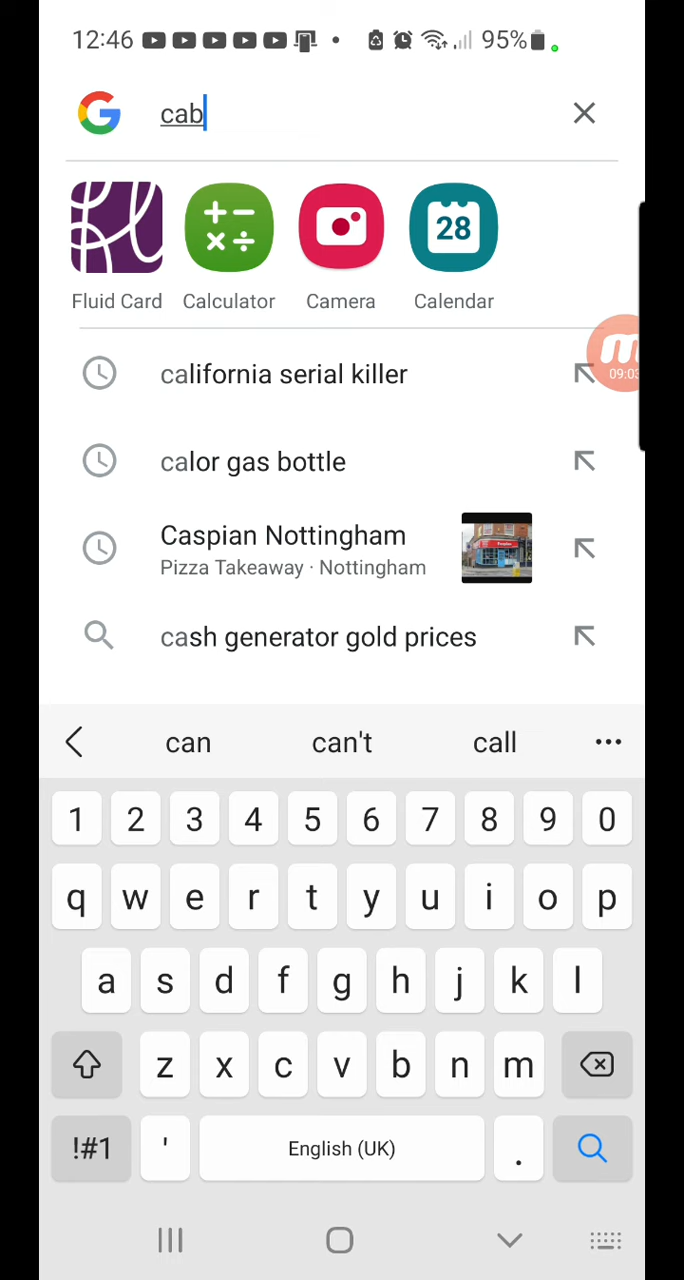 12:46 95%
cab
28
Fluid Card Calculator Camera Calendar
california serial killer
09:03
calor gas bottle
Caspian Nottingham
Pizza Takeaway · Nottingham
cash generator gold prices
can can't call ...
1 2 3 4 5 6 7 8 9 0
q w e r t y u i o p
a s d f g h j k l
z x c v b n m
!#1 ' English (UK) .